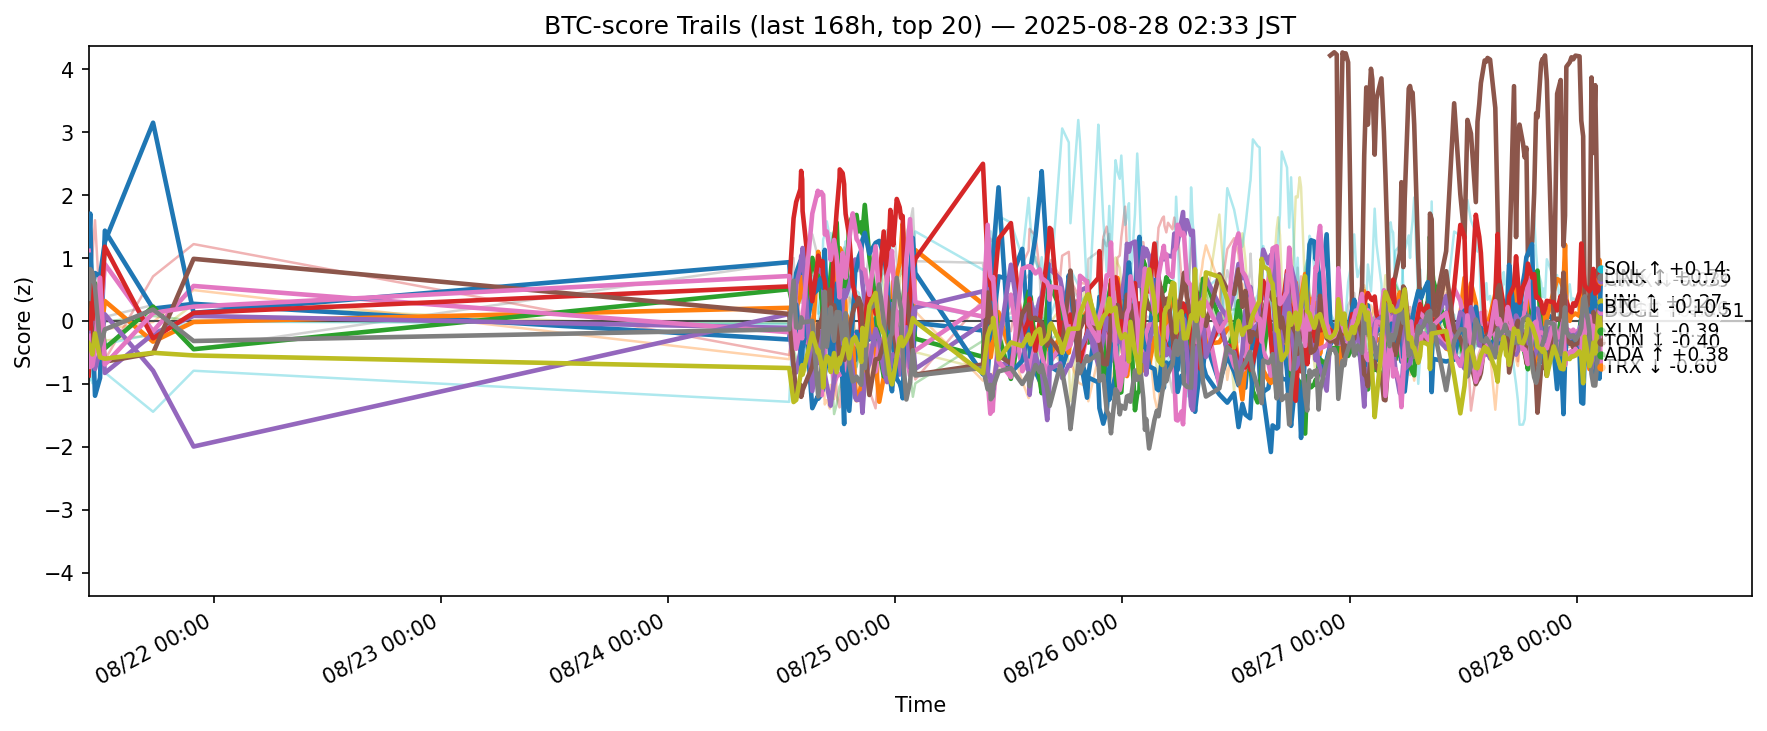 BTC-score Trails (last 168h, top 20) — 2025-08-28 02:33 JST
Score (z)
4
3
2
1
0
−1
−2
−3
−4
SOL ↑ +0.14
LINK
BTC ↓ -0.10
XLM ↓ -0.39
TON ↓ -0.40
ADA ↑ +0.38
TRX ↓ -0.60
08/22 00:00
08/23 00:00
08/24 00:00
08/25 00:00
08/26 00:00
08/27 00:00
08/28 00:00
Time